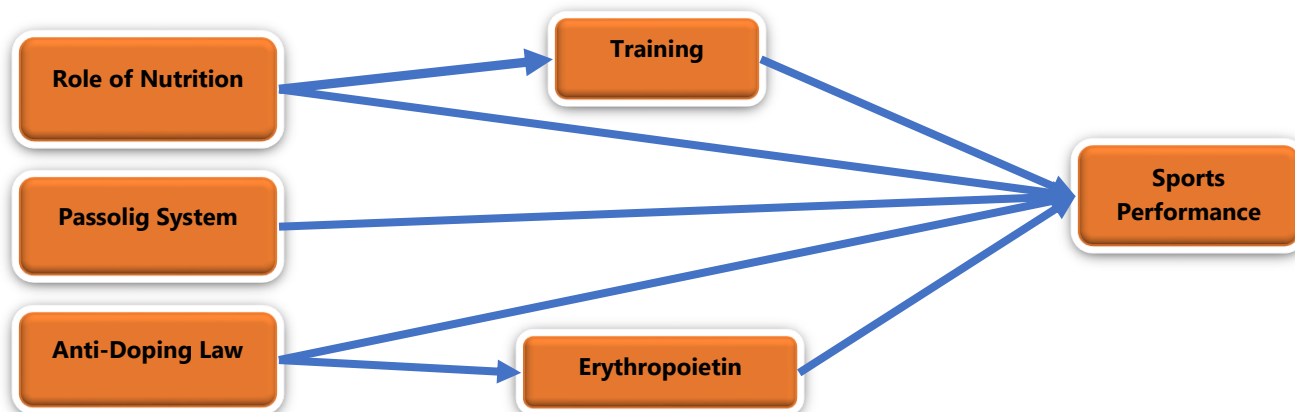 Training
Role of Nutrition
Sports
Performance
Passolig System
Anti-Doping Law
Erythropoietin